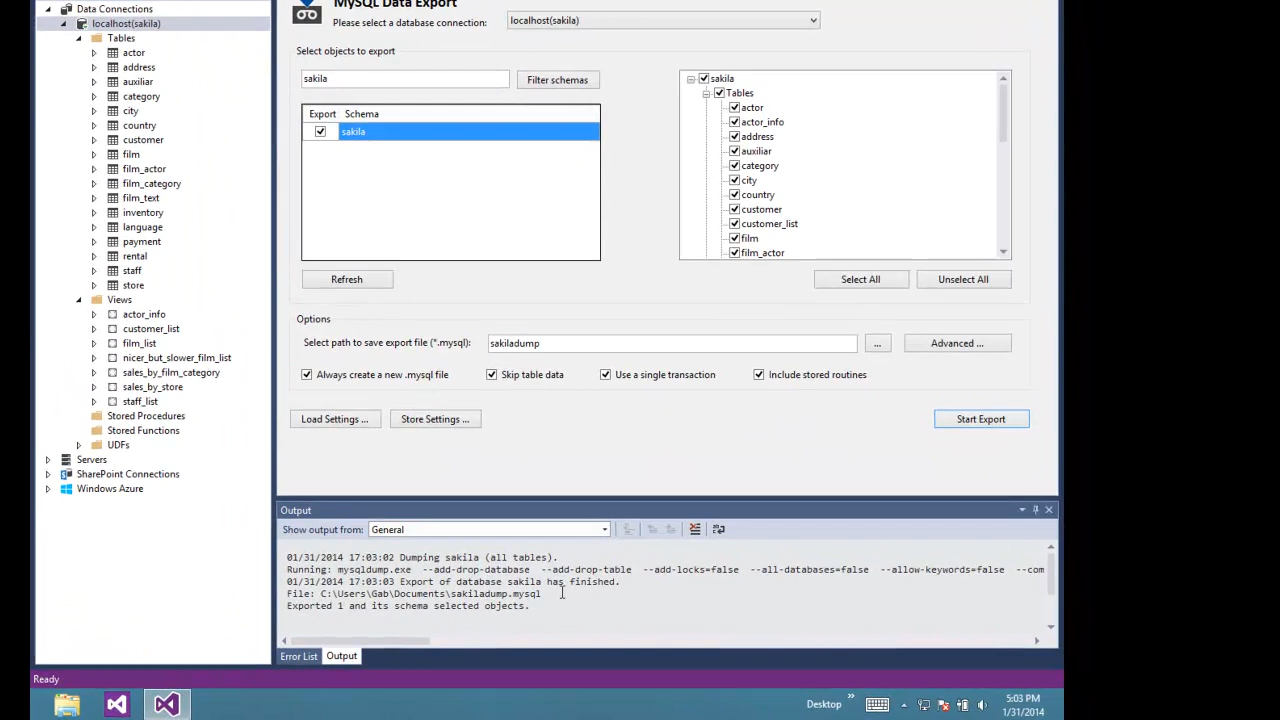 Data Connections
localhost(sakila)
Tables
actor
address
auxiliar
category
city
country
customer
film
film_actor
film_category
film_text
inventory
language
payment
rental
staff
store
Views
actor_info
customer_list
film_list
nicer_but_slower_film_list
sales_by_film_category
sales_by_store
staff_list
Stored Procedures
Stored Functions
UDFs
Servers
SharePoint Connections
Windows Azure
MySQL Data Export
Please select a database connection: localhost(sakila)
Select objects to export
sakila Filter schemas
Export Schema
sakila
Refresh
sakila
Tables
actor
actor_info
address
auxiliar
category
city
country
customer
customer_list
film
film_actor
Select All Unselect All
Options
Select path to save export file (*.mysql): sakiladump ... Advanced ...
Always create a new .mysql file Skip table data Use a single transaction Include stored routines
Load Settings ... Store Settings ... Start Export
Output
Show output from: General
01/31/2014 17:03:02 Dumping sakila (all tables).
Running: mysqldump.exe --add-drop-database --add-drop-table --add-locks=false --all-databases=false --allow-keywords=false --com
01/31/2014 17:03:03 Export of database sakila has finished.
File: C:\Users\Gab\Documents\sakiladump.mysql
Exported 1 and its schema selected objects.
Error List Output
Ready
Desktop 5:03 PM
1/31/2014